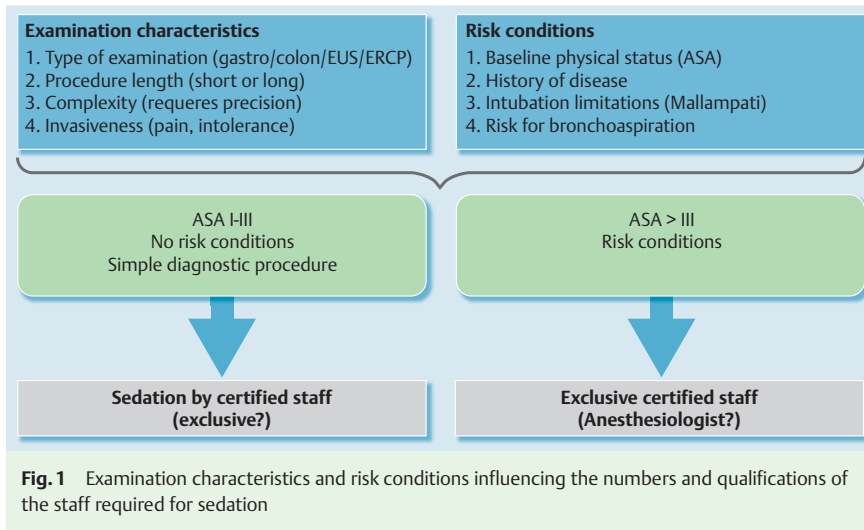 Examination characteristics
1. Type of examination (gastro/colon/EUS/ERCP)
2. Procedure length (short or long)
3. Complexity (requeres precision)
4. Invasiveness (pain, intolerance)
Risk conditions
1. Baseline physical status (ASA)
2. History of disease
3. Intubation limitations (Mallampati)
4. Risk for bronchoaspiration
ASA I-III
No risk conditions
Simple diagnostic procedure
ASA > III
Risk conditions
Sedation by certified staff
(exclusive?)
Exclusive certified staff
(Anesthesiologist?)
Fig. 1 Examination characteristics and risk conditions influencing the numbers and qualifications of
the staff required for sedation